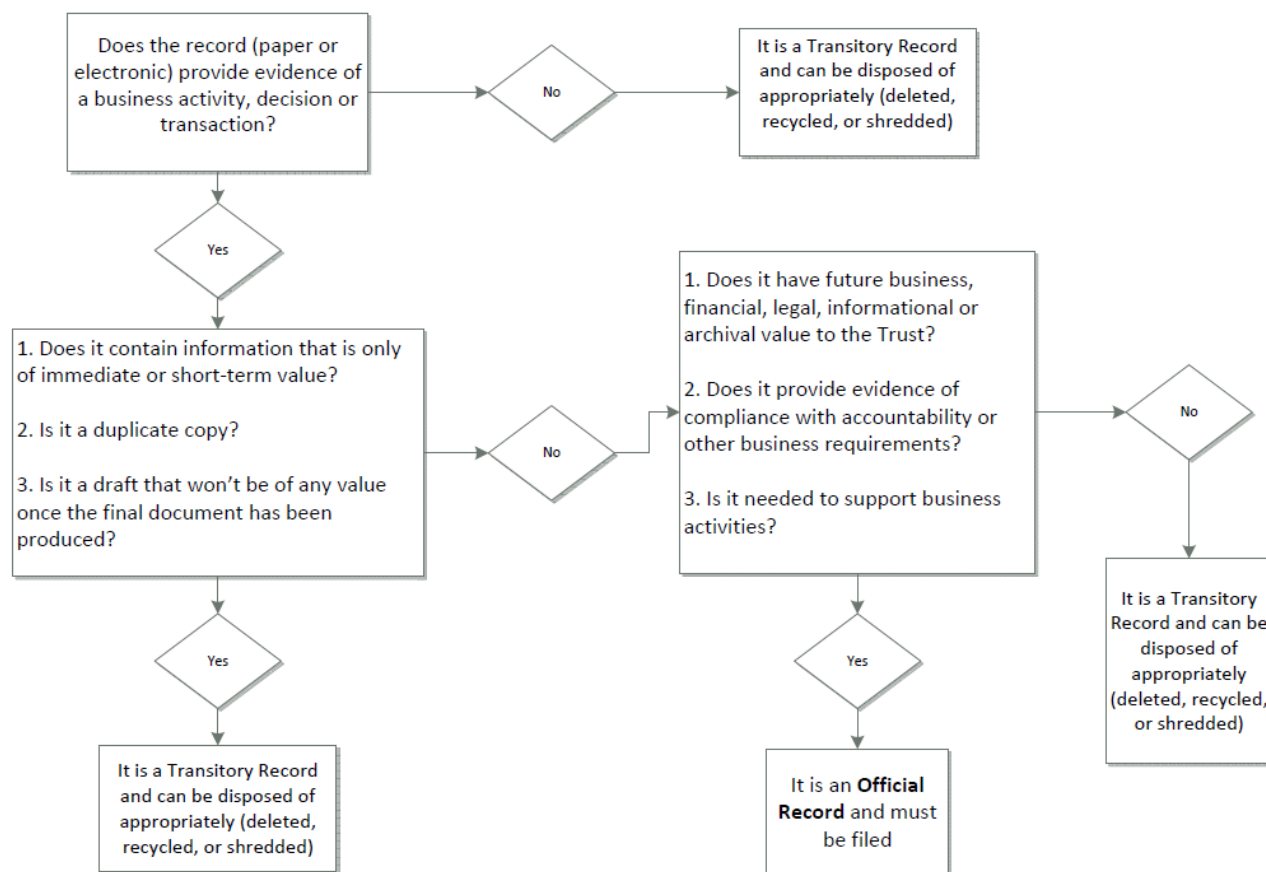 Does the record (paper or
electronic) provide evidence of
a business activity, decision or
transaction?
No
It is a Transitory Record
and can be disposed of
appropriately (deleted,
recycled, or shredded)
Yes
1. Does it contain information that is only
of immediate or short-term value?
2. Is it a duplicate copy?
3. Is it a draft that won't be of any value
once the final document has been
produced?
No
1. Does it have future business,
financial, legal, informational or
archival value to the Trust?
2. Does it provide evidence of
compliance with accountability or
other business requirements?
3. Is it needed to support business
activities?
No
It is a Transitory
Record and can be
disposed of
appropriately
(deleted, recycled,
or shredded)
Yes
It is a Transitory Record
and can be disposed of
appropriately (deleted,
recycled, or shredded)
Yes
It is an Official
Record and must
be filed